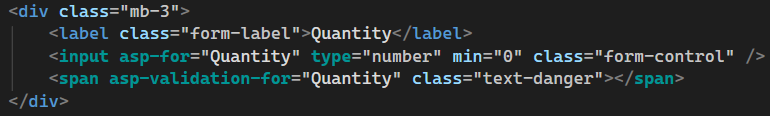 <div class="mb-3">
    <label class="form-label">Quantity</label>
    <input asp-for="Quantity" type="number" min="0" class="form-control" />
    <span asp-validation-for="Quantity" class="text-danger"></span>
</div>